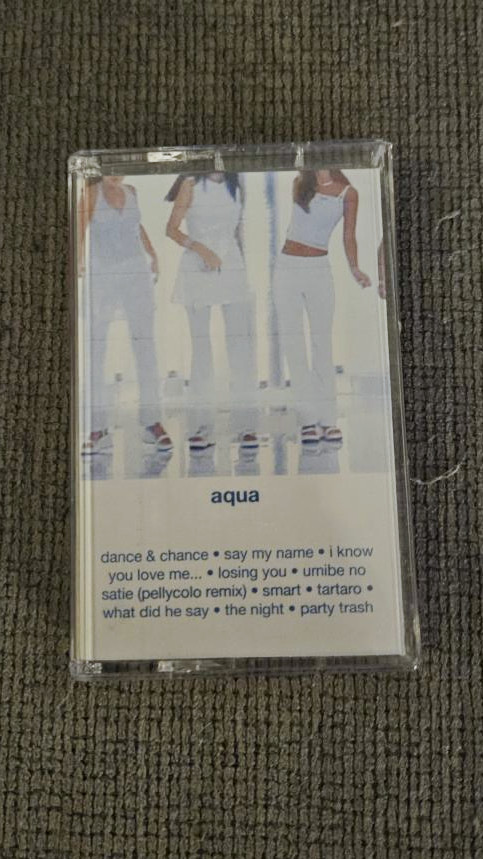 aqua
dance & chance • say my name • i know
you love me... • losing you • umibe no
satie (pellycolo remix) • smart • tartaro •
what did he say • the night • party trash